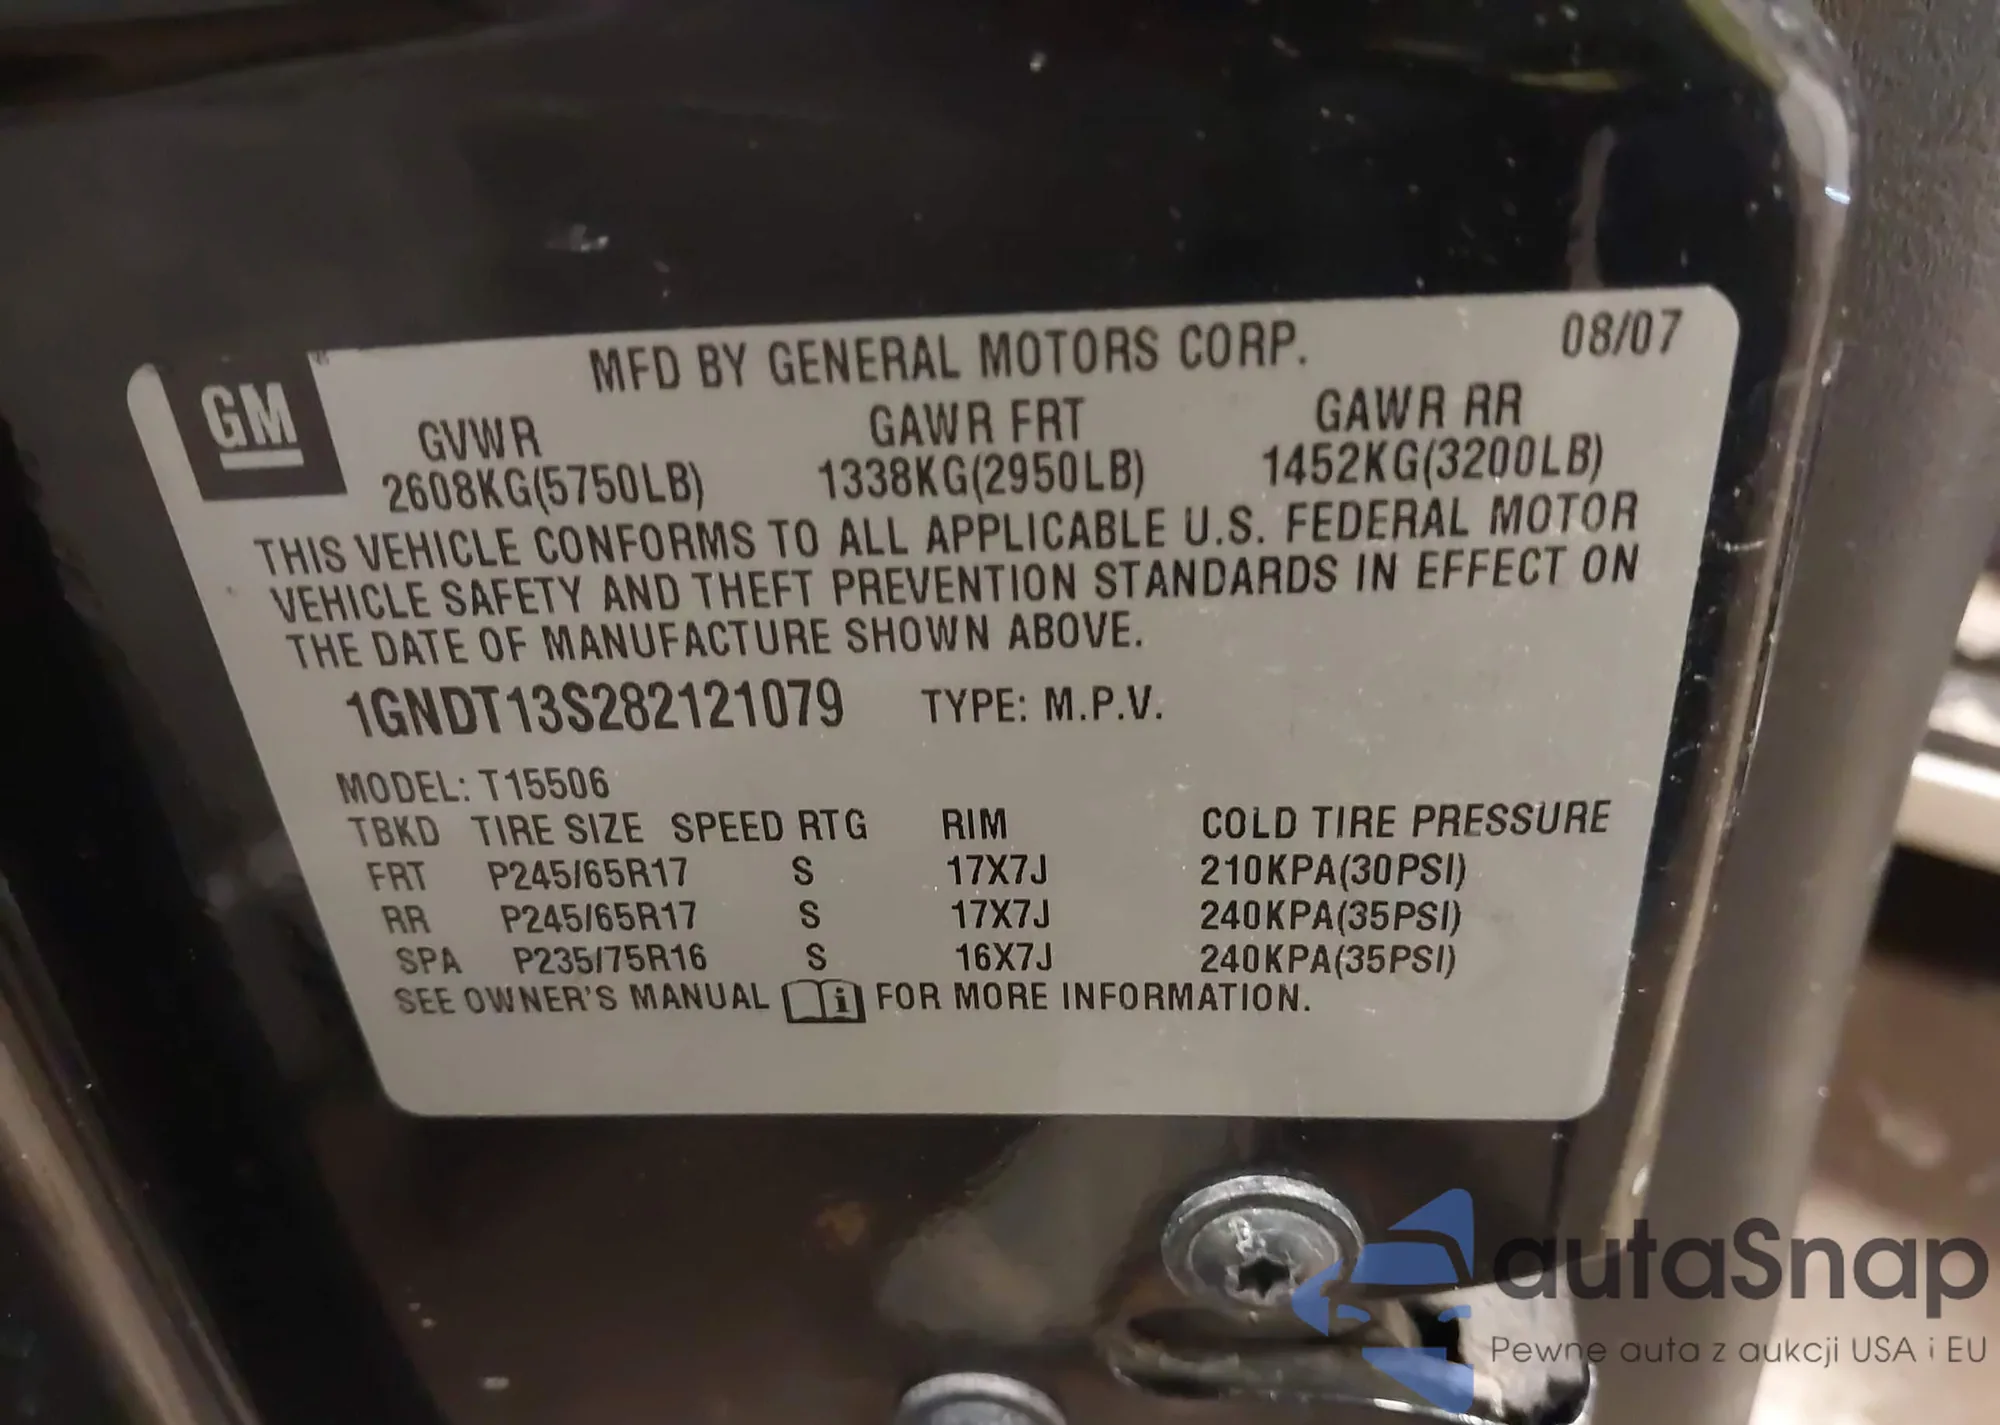 MFD BY GENERAL MOTORS CORP. 08/07
GM
GVWR GAWR FRT GAWR RR
2608KG(5750LB) 1338KG(2950LB) 1452KG(3200LB)
THIS VEHICLE CONFORMS TO ALL APPLICABLE U.S. FEDERAL MOTOR
VEHICLE SAFETY AND THEFT PREVENTION STANDARDS IN EFFECT ON
THE DATE OF MANUFACTURE SHOWN ABOVE.
1GNDT13S282121079 TYPE: M.P.V.
MODEL: T15506
TBKD TIRE SIZE SPEED RTG RIM COLD TIRE PRESSURE
FRT P245/65R17 S 17X7J 210KPA(30PSI)
RR P245/65R17 S 17X7J 240KPA(35PSI)
SPA P235/75R16 S 16X7J 240KPA(35PSI)
SEE OWNER'S MANUAL i FOR MORE INFORMATION.
autaSnap
Pewne auta z aukcji USA i EU